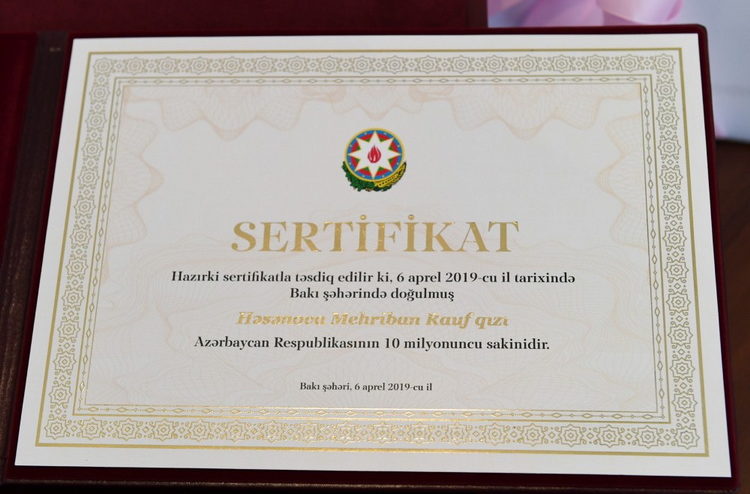 SERTİFİKAT
Hazırki sertifikatla təsdiq edilir ki, 6 aprel 2019-cu il tarixində
Bakı şəhərində doğulmuş
Həsənova Mehriban Rauf qızı
Azərbaycan Respublikasının 10 milyonuncu sakinidir.
Bakı şəhəri, 6 aprel 2019-cu il